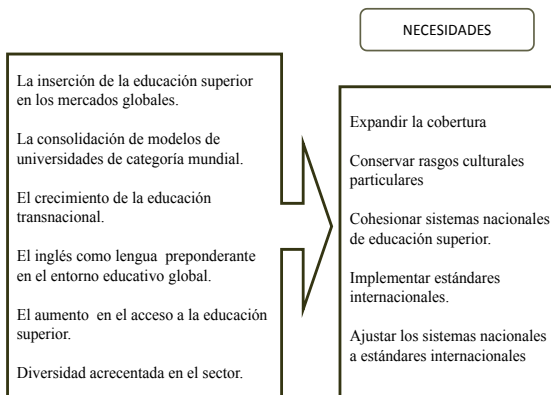 NECESIDADES
La inserción de la educación superior
en los mercados globales.
La consolidación de modelos de
universidades de categoría mundial.
El crecimiento de la educación
transnacional.
El inglés como lengua preponderante
en el entorno educativo global.
El aumento en el acceso a la educación
superior.
Diversidad acrecentada en el sector.
Expandir la cobertura
Conservar rasgos culturales
particulares
Cohesionar sistemas nacionales
de educación superior.
Implementar estándares
internacionales.
Ajustar los sistemas nacionales
a estándares internacionales